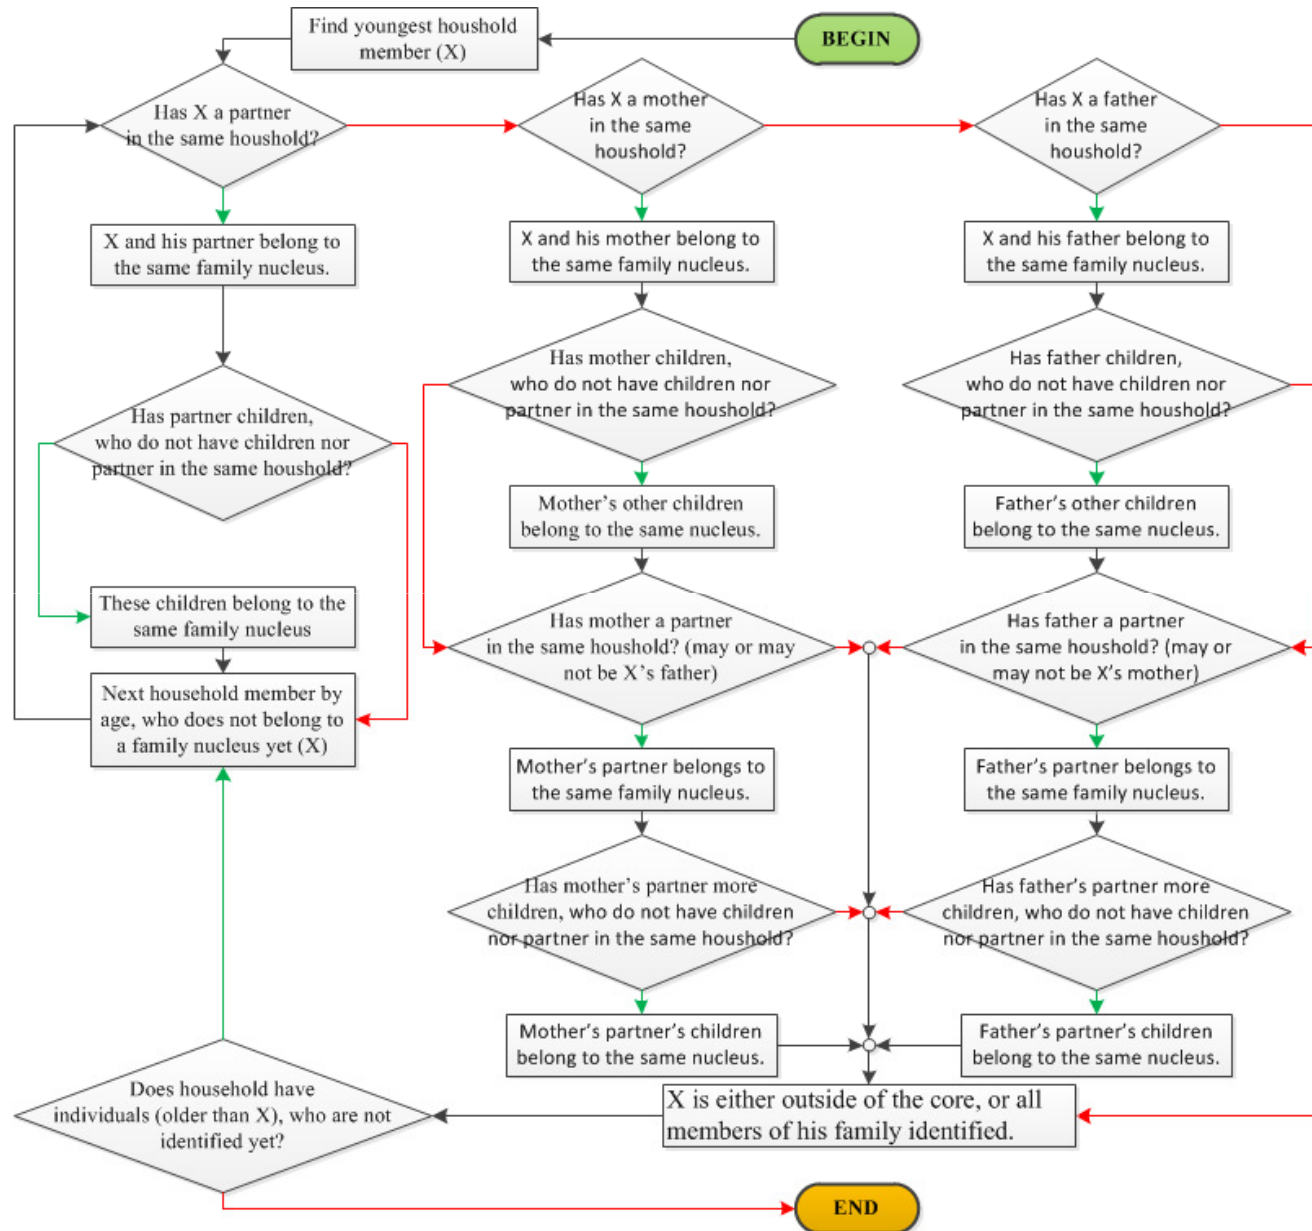 Find youngest houshold
member (X)
BEGIN
Has X a partner
in the same houshold?
Has X a mother
in the same
houshold?
Has X a father
in the same
houshold?
X and his partner belong to
the same family nucleus.
X and his mother belong to
the same family nucleus.
X and his father belong to
the same family nucleus.
Has partner children,
who do not have children nor
partner in the same houshold?
Has mother children,
who do not have children nor
partner in the same houshold?
Has father children,
who do not have children nor
partner in the same houshold?
Mother's other children
belong to the same nucleus.
Father's other children
belong to the same nucleus.
These children belong to the
same family nucleus
Has mother a partner
in the same houshold? (may or may
not be X's father)
Has father a partner
in the same houshold? (may or
may not be X's mother)
Next household member by
age, who does not belong to
a family nucleus yet (X)
Mother's partner belongs to
the same family nucleus.
Father's partner belongs to
the same family nucleus.
Has mother's partner more
children, who do not have children
nor partner in the same houshold?
Has father's partner more
children, who do not have children
nor partner in the same houshold?
Mother's partner's children
belong to the same nucleus.
Father's partner's children
belong to the same nucleus.
Does household have
individuals (older than X), who are not
identified yet?
X is either outside of the core, or all
members of his family identified.
END